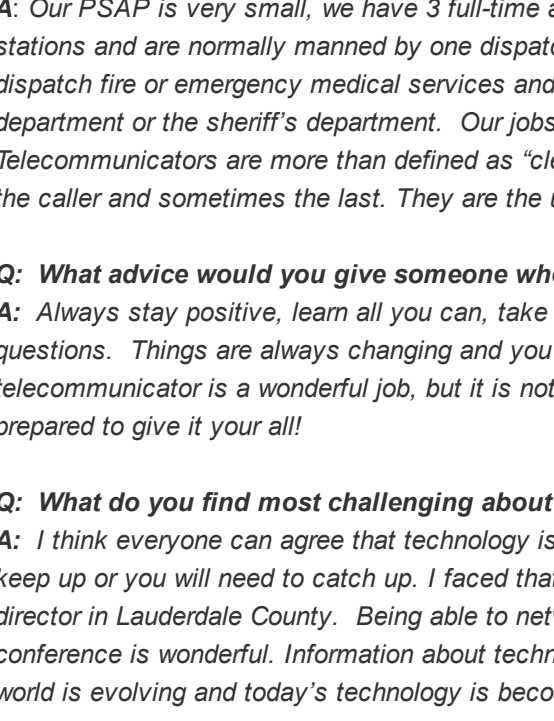 A: Our PSAP is very small, we have 3 full-time
stations and are normally manned by one
dispatch fire or emergency medical services and
department or the sheriff's department. Our jobs
Telecommunicators are more than defined as
the caller and sometimes the last. They are the
Q: What advice would you give someone
A: Always stay positive, learn all you can, take
questions. Things are always changing and you
telecommunicator is a wonderful job, but it is not
prepared to give it your all!
Q: What do you find most challenging about
A: I think everyone can agree that technology is
keep up or you will need to catch up. I faced that
director in Lauderdale County. Being able to
conference is wonderful. Information about
world is evolving and today's technology is